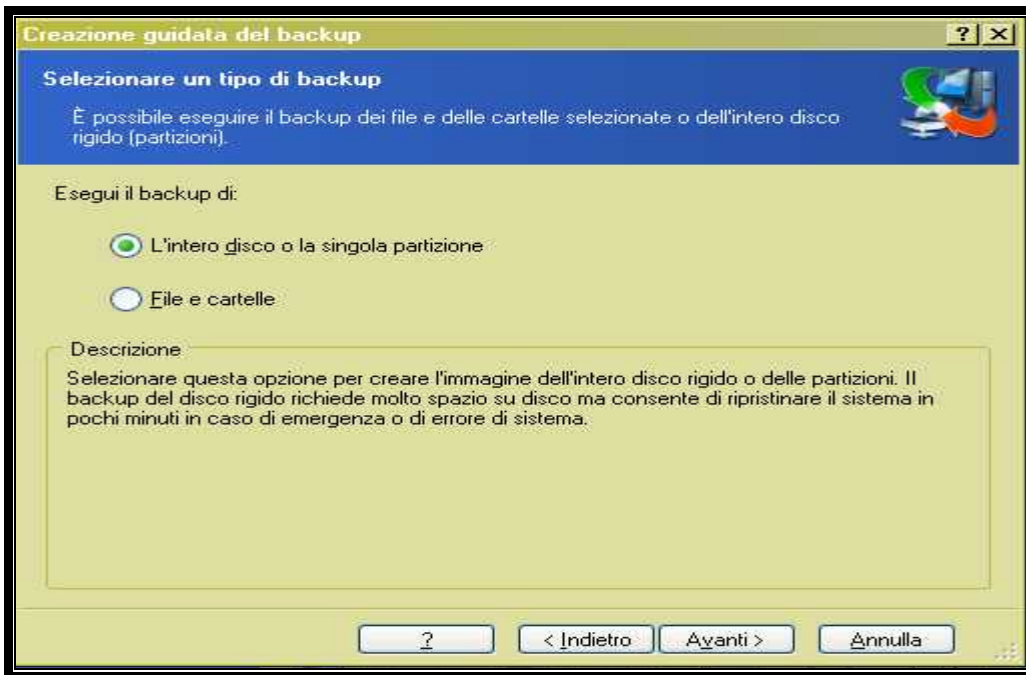 Creazione guidata del backup
Selezionare un tipo di backup
È possibile eseguire il backup dei file e delle cartelle selezionate o dell'intero disco
rigido (partizioni).
Esegui il backup di:
L'intero disco o la singola partizione
File e cartelle
Descrizione
Selezionare questa opzione per creare l'immagine dell'intero disco rigido o delle partizioni. Il
backup del disco rigido richiede molto spazio su disco ma consente di ripristinare il sistema in
pochi minuti in caso di emergenza o di errore di sistema.
? < Indietro Avanti > Annulla